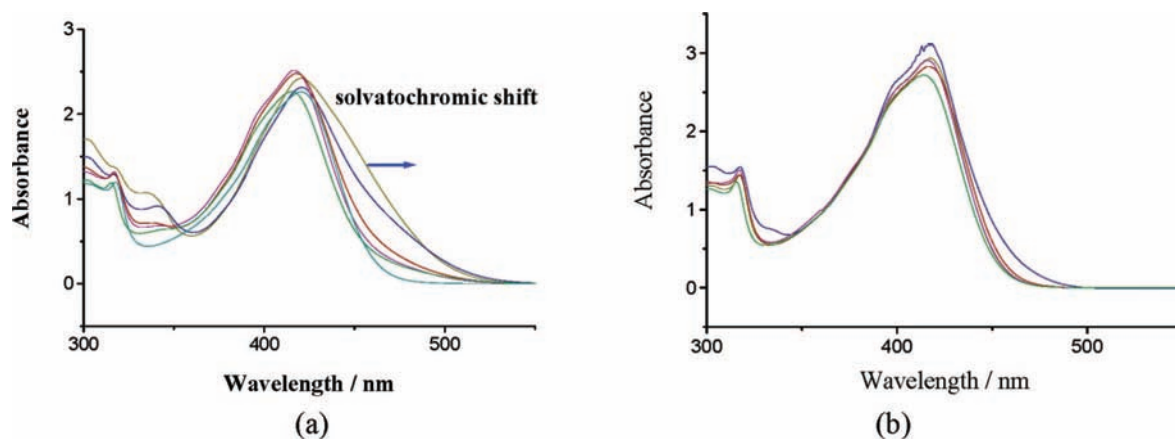 3
2
1
0
Absorbance
solvatochromic shift
300
400
500
Wavelength / nm
(a)
3
2
1
0
Absorbance
300
400
500
Wavelength / nm
(b)